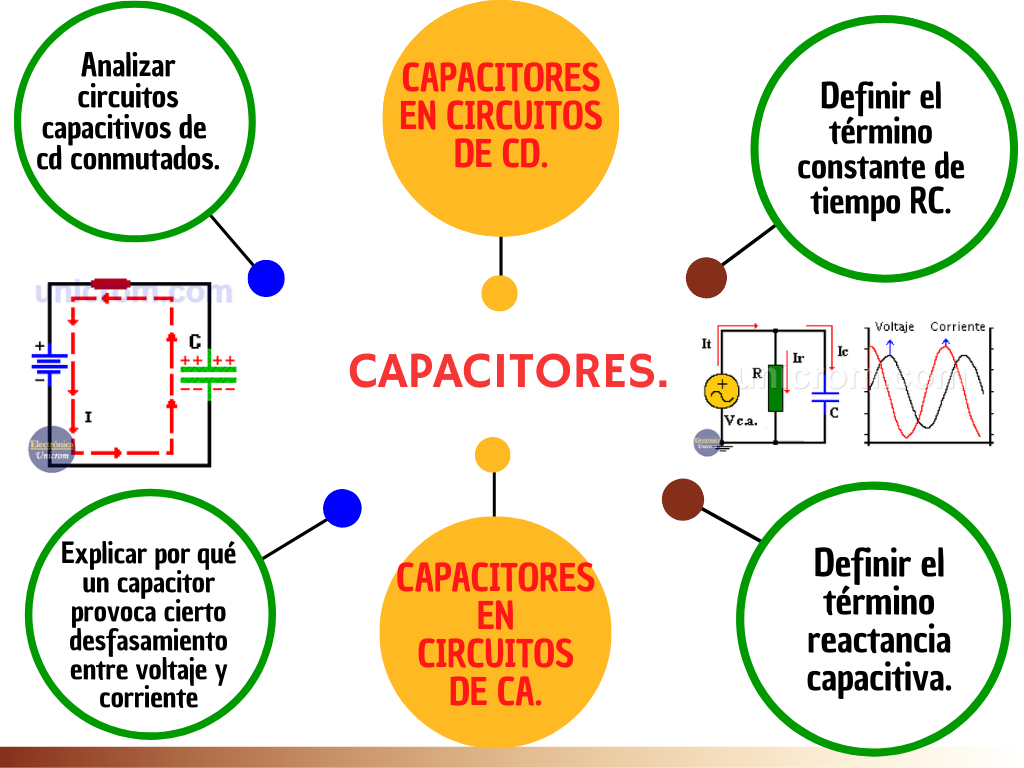 Analizar
circuitos
capacitivos de
cd conmutados.
CAPACITORES
EN CIRCUITOS
DE CD.
Definir el
término
constante de
tiempo RC.
unicrom.com
+
C
++ ++
-- --
−
I
Electrónica
Unicrom
CAPACITORES.
Voltaje Corriente
It
Ir
Ic
R
unicrom.com
+
C
Vc.a.
Electrónica
Unicrom
Explicar por qué
un capacitor
provoca cierto
desfasamiento
entre voltaje y
corriente
CAPACITORES
EN
CIRCUITOS
DE CA.
Definir el
término
reactancia
capacitiva.